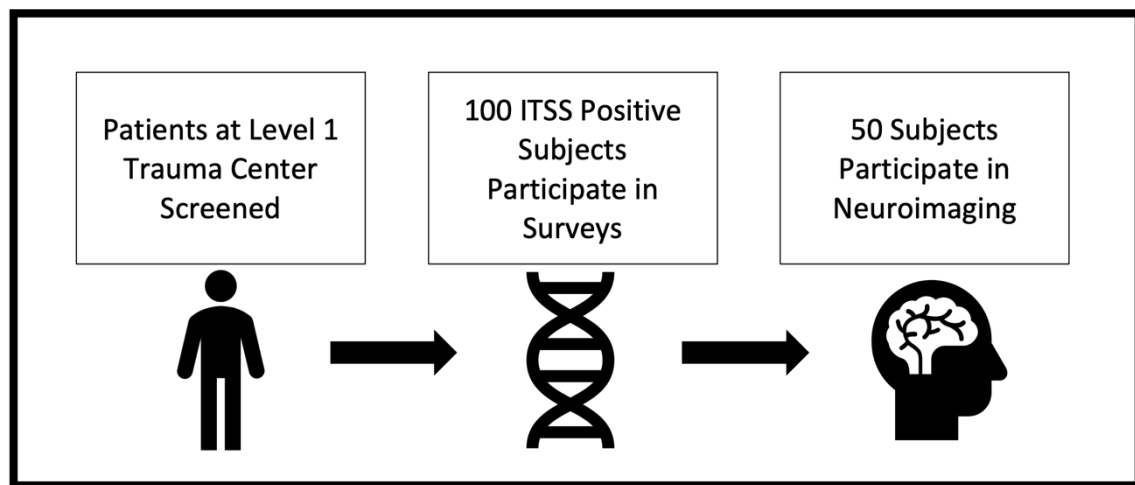 Patients at Level 1
Trauma Center
Screened
100 ITSS Positive
Subjects
Participate in
Surveys
50 Subjects
Participate in
Neuroimaging